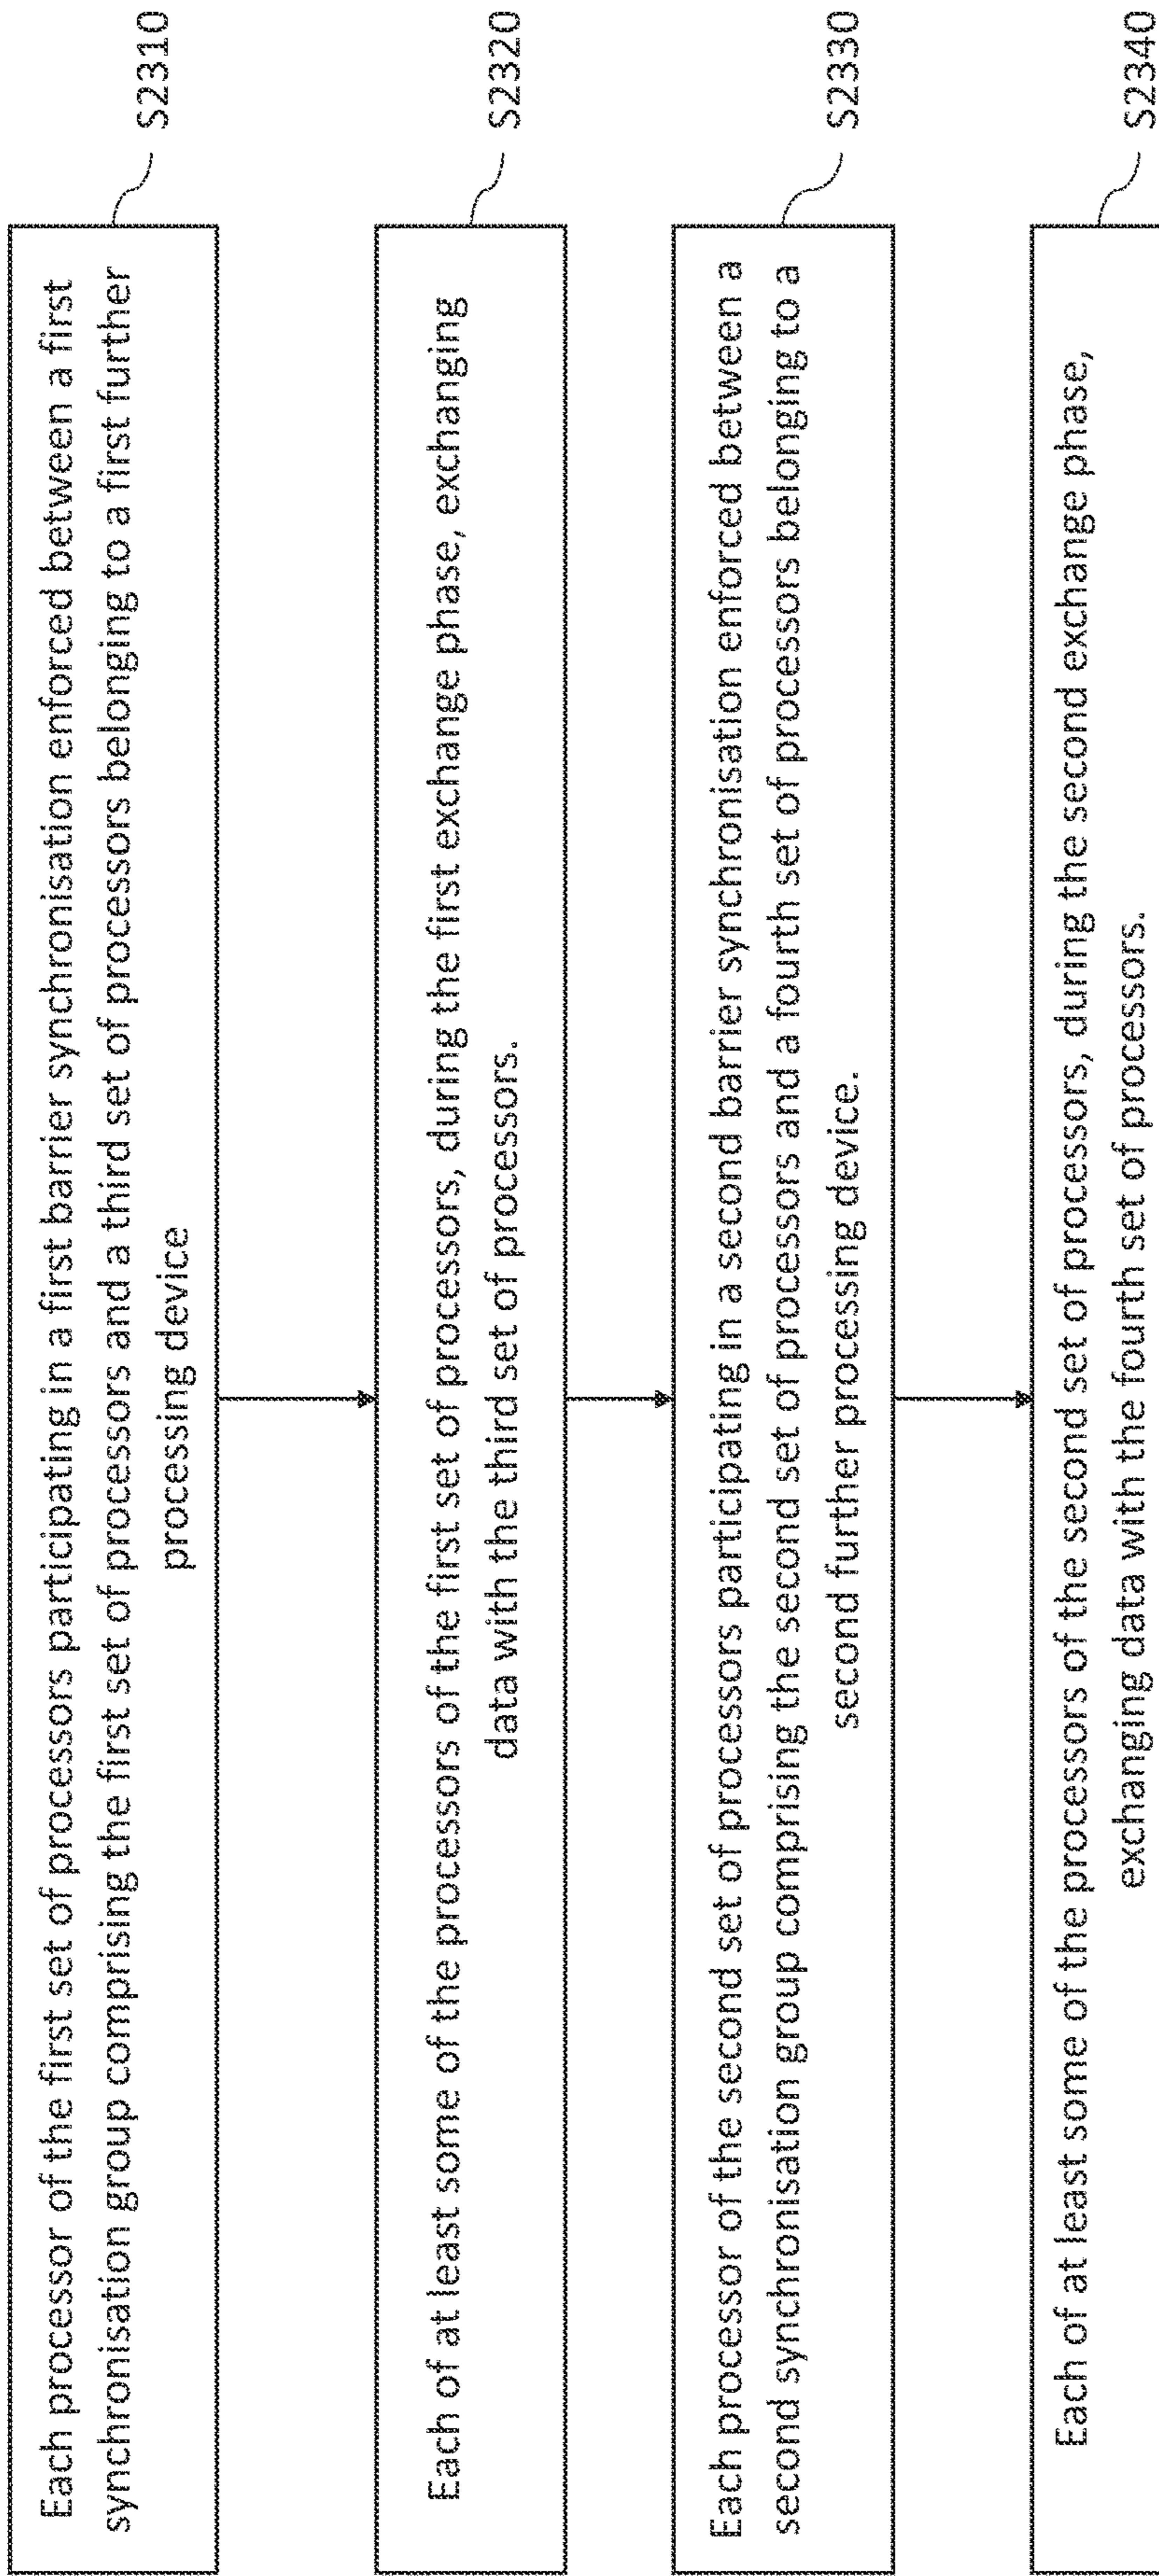 Each processor of the first set of processors participating in a first barrier synchronisation enforced between a first
synchronisation group comprising the first set of processors and a third set of processors belonging to a first further
processing device
S2310
Each of at least some of the processors of the first set of processors, during the first exchange phase, exchanging
data with the third set of processors.
S2320
Each processor of the second set of processors participating in a second barrier synchronisation enforced between a
second synchronisation group comprising the second set of processors and a fourth set of processors belonging to a
second further processing device.
S2330
Each of at least some of the processors of the second set of processors, during the second exchange phase,
exchanging data with the fourth set of processors.
S2340